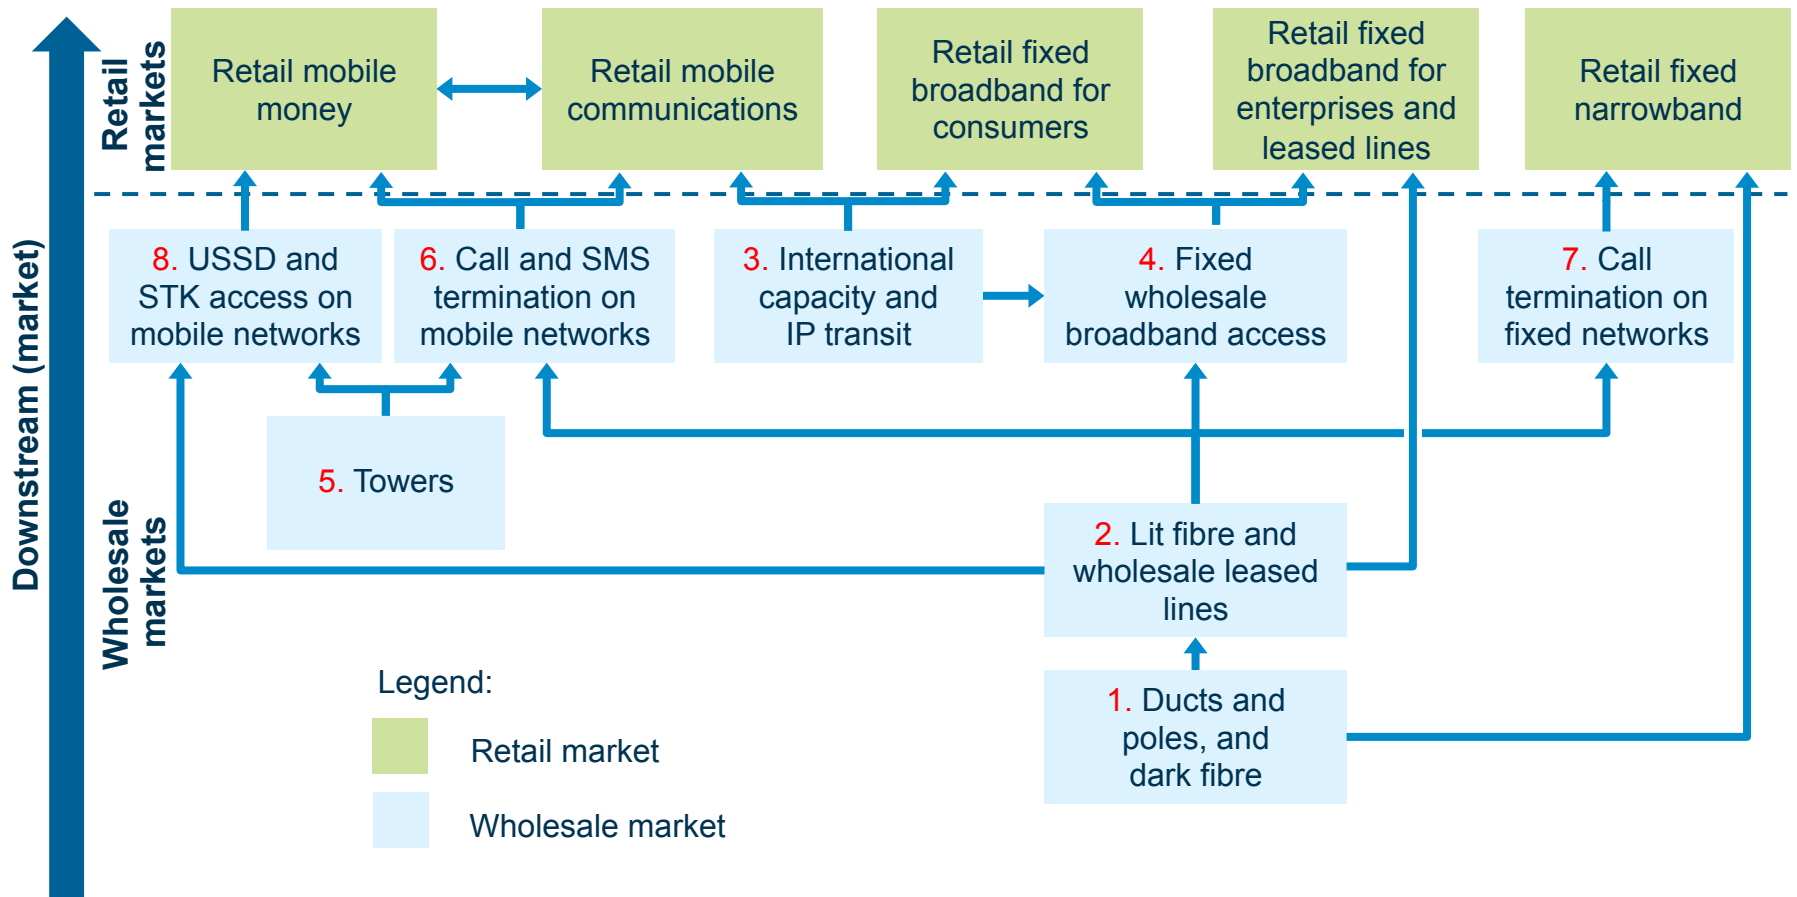 Downstream (market)
Retail
markets
Retail mobile
money
Retail mobile
communications
Retail fixed
broadband for
consumers
Retail fixed
broadband for
enterprises and
leased lines
Retail fixed
narrowband
Wholesale
markets
8. USSD and
STK access on
mobile networks
6. Call and SMS
termination on
mobile networks
3. International
capacity and
IP transit
4. Fixed
wholesale
broadband access
7. Call
termination on
fixed networks
5. Towers
2. Lit fibre and
wholesale leased
lines
1. Ducts and
poles, and
dark fibre
Legend:
Retail market
Wholesale market